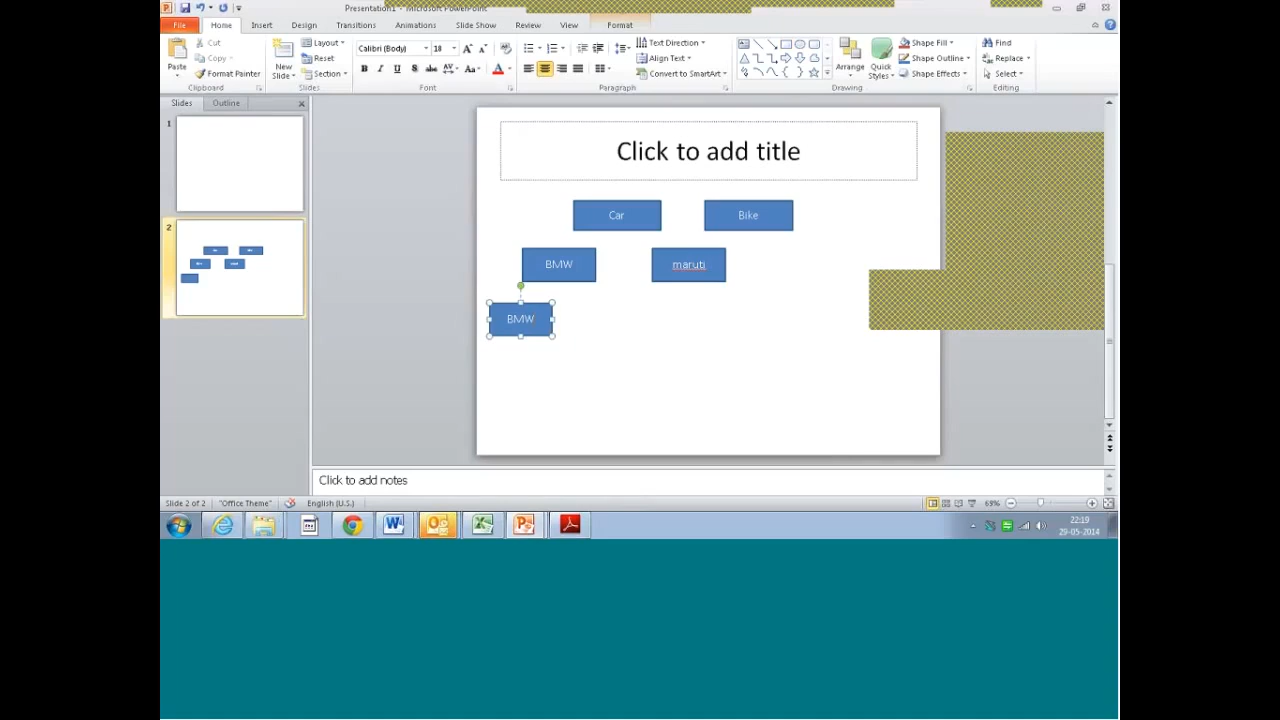 Presentation1 - Microsoft PowerPoint
File Home Insert Design Transitions Animations Slide Show Review View Format
Paste
Cut
Copy
Format Painter
Clipboard
New Slide
Layout
Reset
Section
Slides
Calibri (Body) 18
B I U S abc AV Aa A
Font
Text Direction
Align Text
Convert to SmartArt
Paragraph
Arrange
Quick Styles
Shape Fill
Shape Outline
Shape Effects
Drawing
Find
Replace
Select
Editing
Slides Outline
1
2
Click to add title
Car Bike
BMW maruti
BMW
Click to add notes
Slide 2 of 2 "Office Theme" English (U.S.) 69%
22:19
29-05-2014